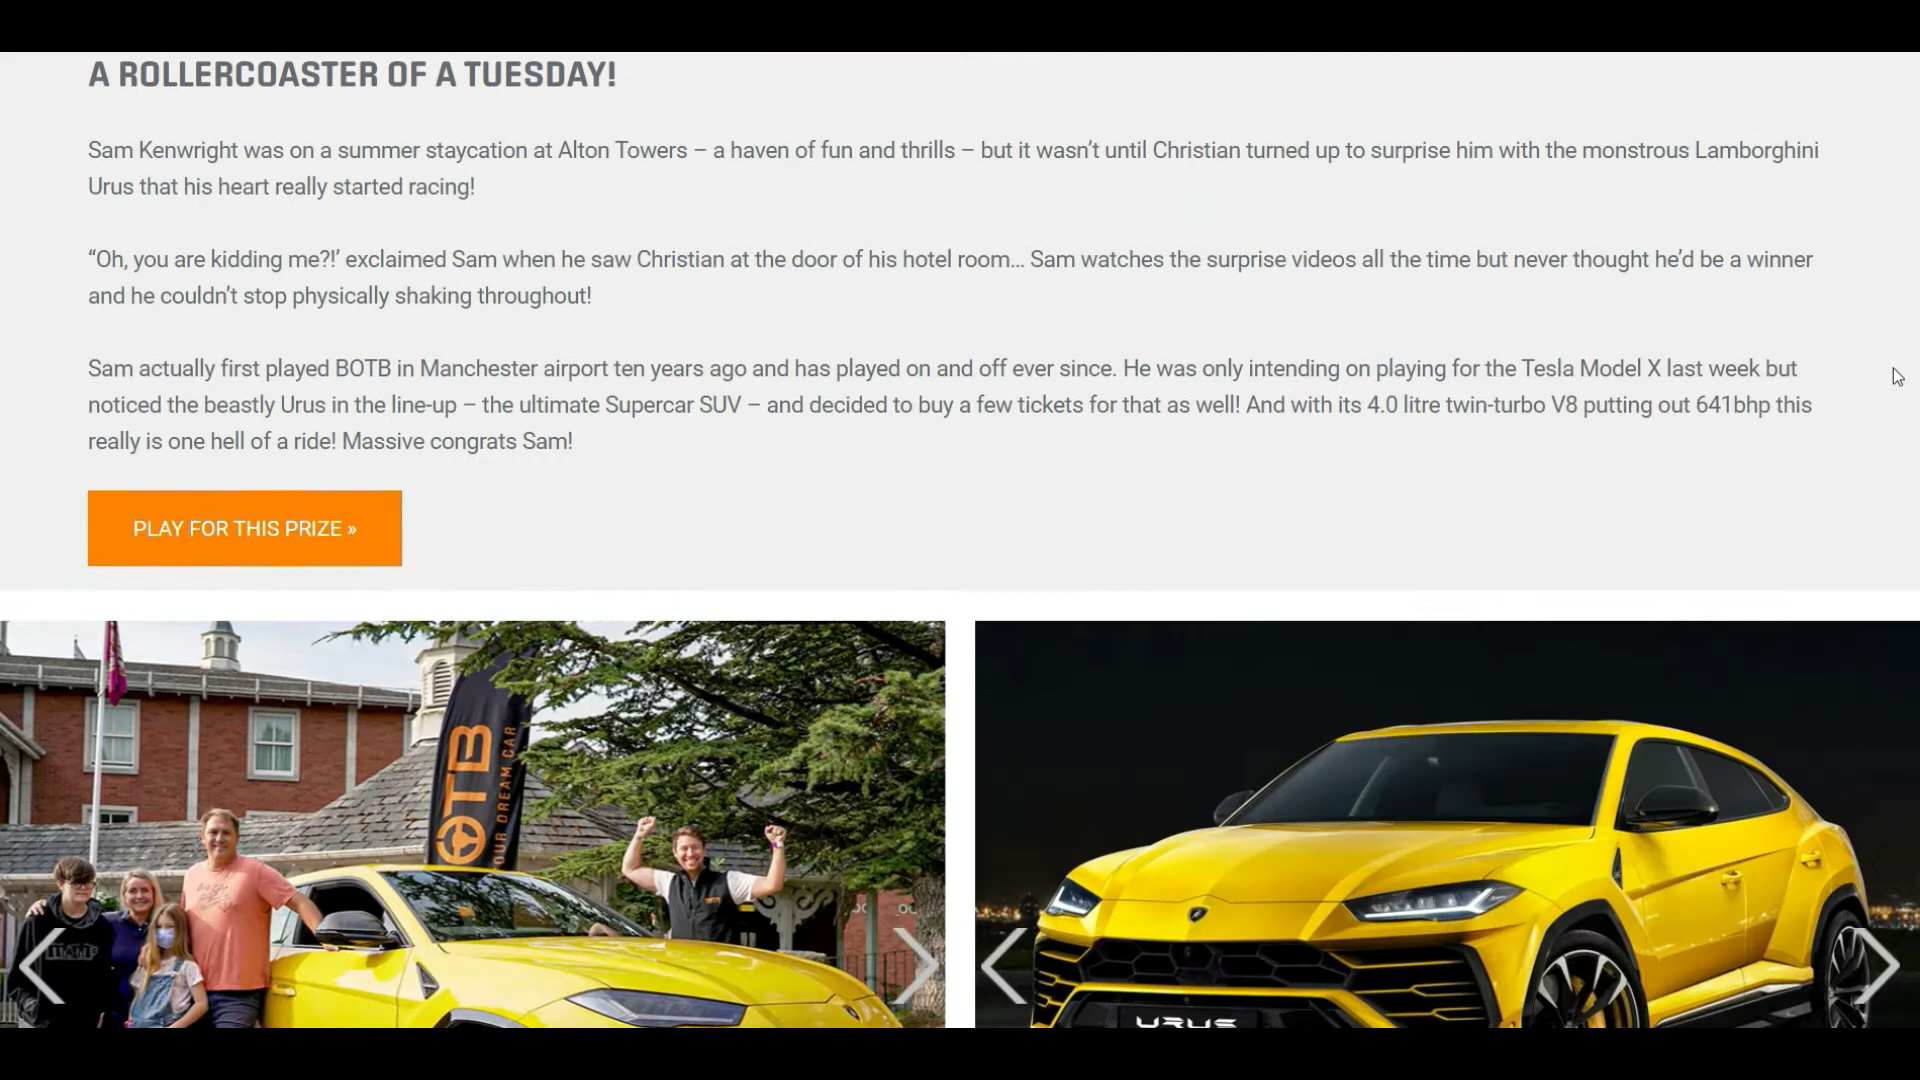 A ROLLERCOASTER OF A TUESDAY!
Sam Kenwright was on a summer staycation at Alton Towers – a haven of fun and thrills – but it wasn’t until Christian turned up to surprise him with the monstrous Lamborghini
Urus that his heart really started racing!
“Oh, you are kidding me?!’ exclaimed Sam when he saw Christian at the door of his hotel room... Sam watches the surprise videos all the time but never thought he’d be a winner
and he couldn’t stop physically shaking throughout!
Sam actually first played BOTB in Manchester airport ten years ago and has played on and off ever since. He was only intending on playing for the Tesla Model X last week but
noticed the beastly Urus in the line-up – the ultimate Supercar SUV – and decided to buy a few tickets for that as well! And with its 4.0 litre twin-turbo V8 putting out 641bhp this
really is one hell of a ride! Massive congrats Sam!
PLAY FOR THIS PRIZE »
OTB
OUR DREAM CAR
URUS